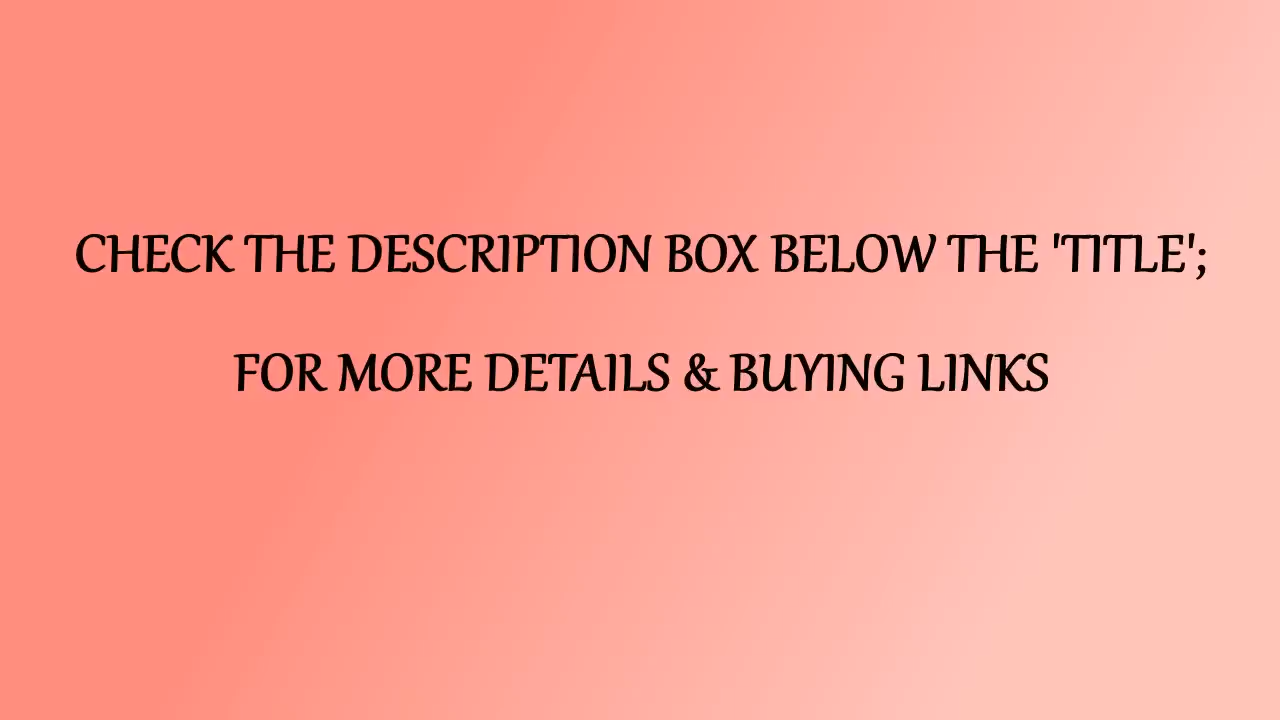 CHECK THE DESCRIPTION BOX BELOW THE 'TITLE';
FOR MORE DETAILS & BUYING LINKS